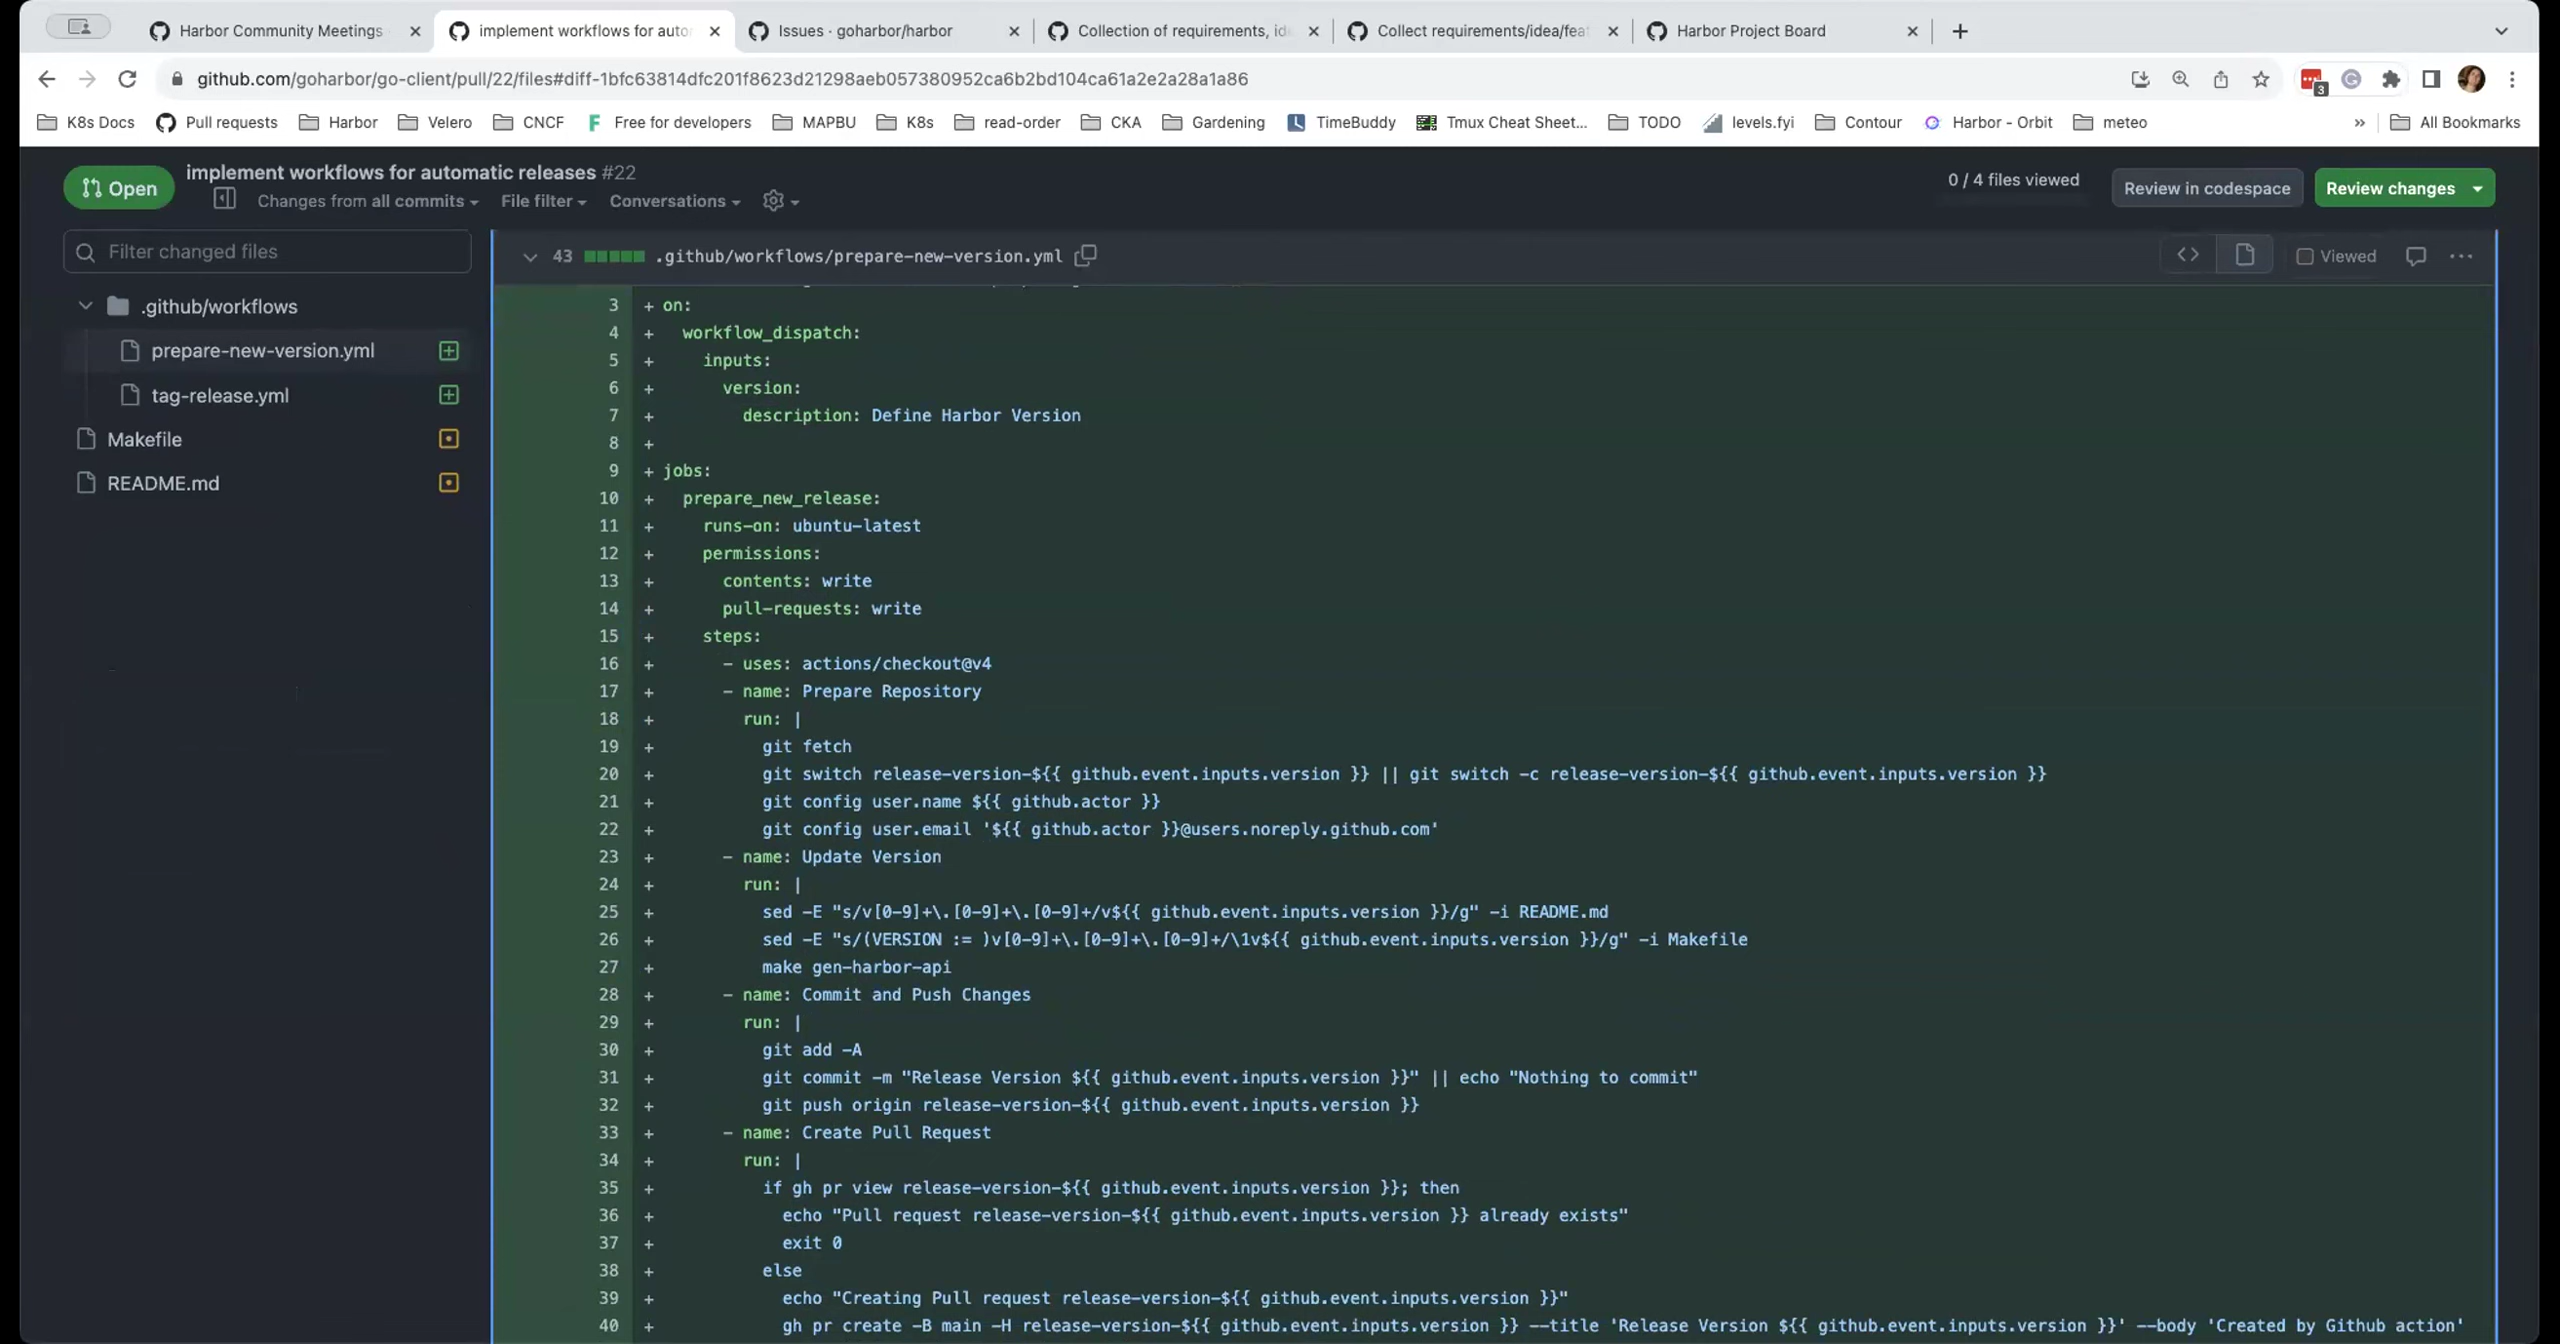 Harbor Community Meetings
implement workflows for auto
Issues · goharbor/harbor
Collection of requirements, id
Collect requirements/idea/feat
Harbor Project Board
github.com/goharbor/go-client/pull/22/files#diff-1bfc63814dfc201f8623d21298aeb057380952ca6b2bd104ca61a2e2a28a1a86
3
K8s Docs
Pull requests
Harbor
Velero
CNCF
Free for developers
MAPBU
K8s
read-order
CKA
Gardening
TimeBuddy
Tmux Cheat Sheet...
TODO
levels.fyi
Contour
Harbor - Orbit
meteo
»
All Bookmarks
Open
implement workflows for automatic releases #22
Changes from all commits
File filter
Conversations
0 / 4 files viewed
Review in codespace
Review changes
Filter changed files
.github/workflows
prepare-new-version.yml
tag-release.yml
Makefile
README.md
43 .github/workflows/prepare-new-version.yml
Viewed
3 + on:
4 + workflow_dispatch:
5 + inputs:
6 + version:
7 + description: Define Harbor Version
8 +
9 + jobs:
10 + prepare_new_release:
11 + runs-on: ubuntu-latest
12 + permissions:
13 + contents: write
14 + pull-requests: write
15 + steps:
16 + - uses: actions/checkout@v4
17 + - name: Prepare Repository
18 + run: |
19 + git fetch
20 + git switch release-version-${{ github.event.inputs.version }} || git switch -c release-version-${{ github.event.inputs.version }}
21 + git config user.name ${{ github.actor }}
22 + git config user.email '${{ github.actor }}@users.noreply.github.com'
23 + - name: Update Version
24 + run: |
25 + sed -E "s/v[0-9]+\.[0-9]+\.[0-9]+/v${{ github.event.inputs.version }}/g" -i README.md
26 + sed -E "s/(VERSION := )v[0-9]+\.[0-9]+\.[0-9]+/\1v${{ github.event.inputs.version }}/g" -i Makefile
27 + make gen-harbor-api
28 + - name: Commit and Push Changes
29 + run: |
30 + git add -A
31 + git commit -m "Release Version ${{ github.event.inputs.version }}" || echo "Nothing to commit"
32 + git push origin release-version-${{ github.event.inputs.version }}
33 + - name: Create Pull Request
34 + run: |
35 + if gh pr view release-version-${{ github.event.inputs.version }}; then
36 + echo "Pull request release-version-${{ github.event.inputs.version }} already exists"
37 + exit 0
38 + else
39 + echo "Creating Pull request release-version-${{ github.event.inputs.version }}"
40 + gh pr create -B main -H release-version-${{ github.event.inputs.version }} --title 'Release Version ${{ github.event.inputs.version }}' --body 'Created by Github action'